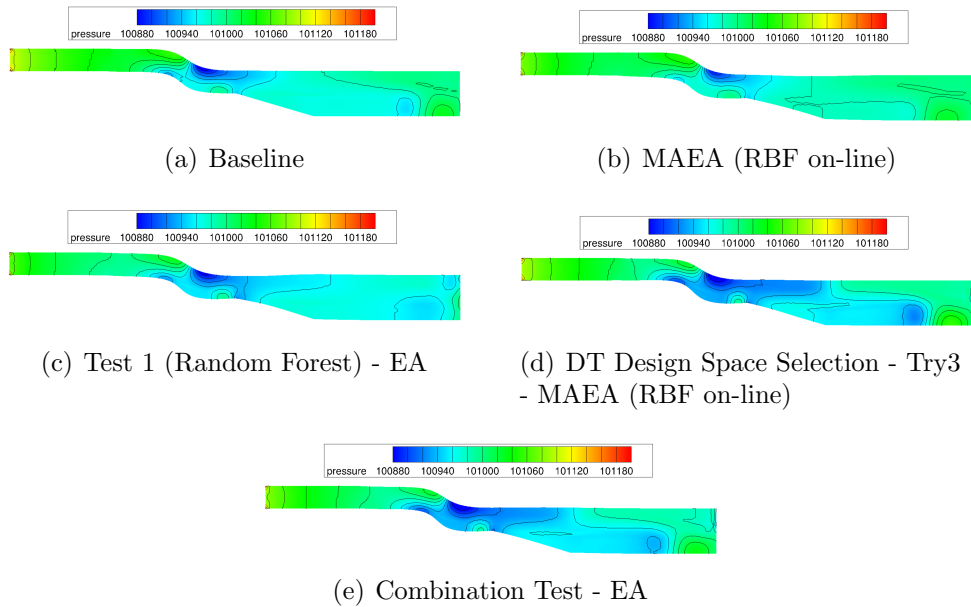 pressure 100880 100940 101000 101060 101120 101180
pressure 100880 100940 101000 101060 101120 101180
(a) Baseline
(b) MAEA (RBF on-line)
pressure 100880 100940 101000 101060 101120 101180
pressure 100880 100940 101000 101060 101120 101180
(c) Test 1 (Random Forest) - EA
(d) DT Design Space Selection - Try3
- MAEA (RBF on-line)
pressure 100880 100940 101000 101060 101120 101180
(e) Combination Test - EA